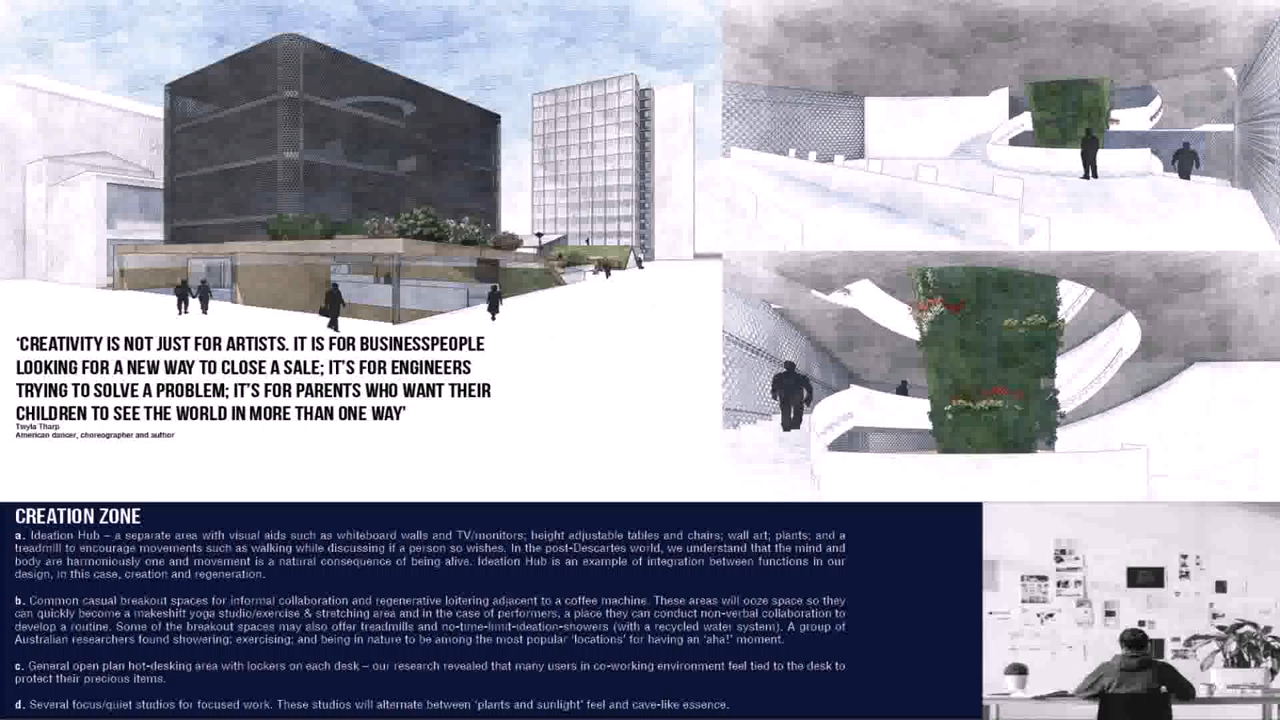 ‘CREATIVITY IS NOT JUST FOR ARTISTS. IT IS FOR BUSINESSPEOPLE
LOOKING FOR A NEW WAY TO CLOSE A SALE; IT’S FOR ENGINEERS
TRYING TO SOLVE A PROBLEM; IT’S FOR PARENTS WHO WANT THEIR
CHILDREN TO SEE THE WORLD IN MORE THAN ONE WAY’
Twyla Tharp
American dancer, choreographer and author
CREATION ZONE
a. Ideation Hub – a separate area with visual aids such as whiteboard walls and TV/monitors; height adjustable tables and chairs; wall art; plants; and a
treadmill to encourage movements such as walking while discussing if a person so wishes. In the post-Descartes world, we understand that the mind and
body are harmoniously one and movement is a natural consequence of being alive. Ideation Hub is an example of integration between functions in our
design, in this case, creation and regeneration.
b. Common casual breakout spaces for informal collaboration and regenerative loitering adjacent to a coffee machine. These areas will ooze space so they
can quickly become a makeshift yoga studio/exercise & stretching area and in the case of performers, a place they can conduct non-verbal collaboration to
develop a routine. Some of the breakout spaces may also offer treadmills and no-time-limit-ideation-showers (with a recycled water system). A group of
Australian researchers found showering; exercising; and being in nature to be among the most popular ‘locations’ for having an ‘aha!’ moment.
c. General open plan hot-desking area with lockers on each desk – our research revealed that many users in co-working environment feel tied to the desk to
protect their precious items.
d. Several focus/quiet studios for focused work. These studios will alternate between ‘plants and sunlight’ feel and cave-like essence.